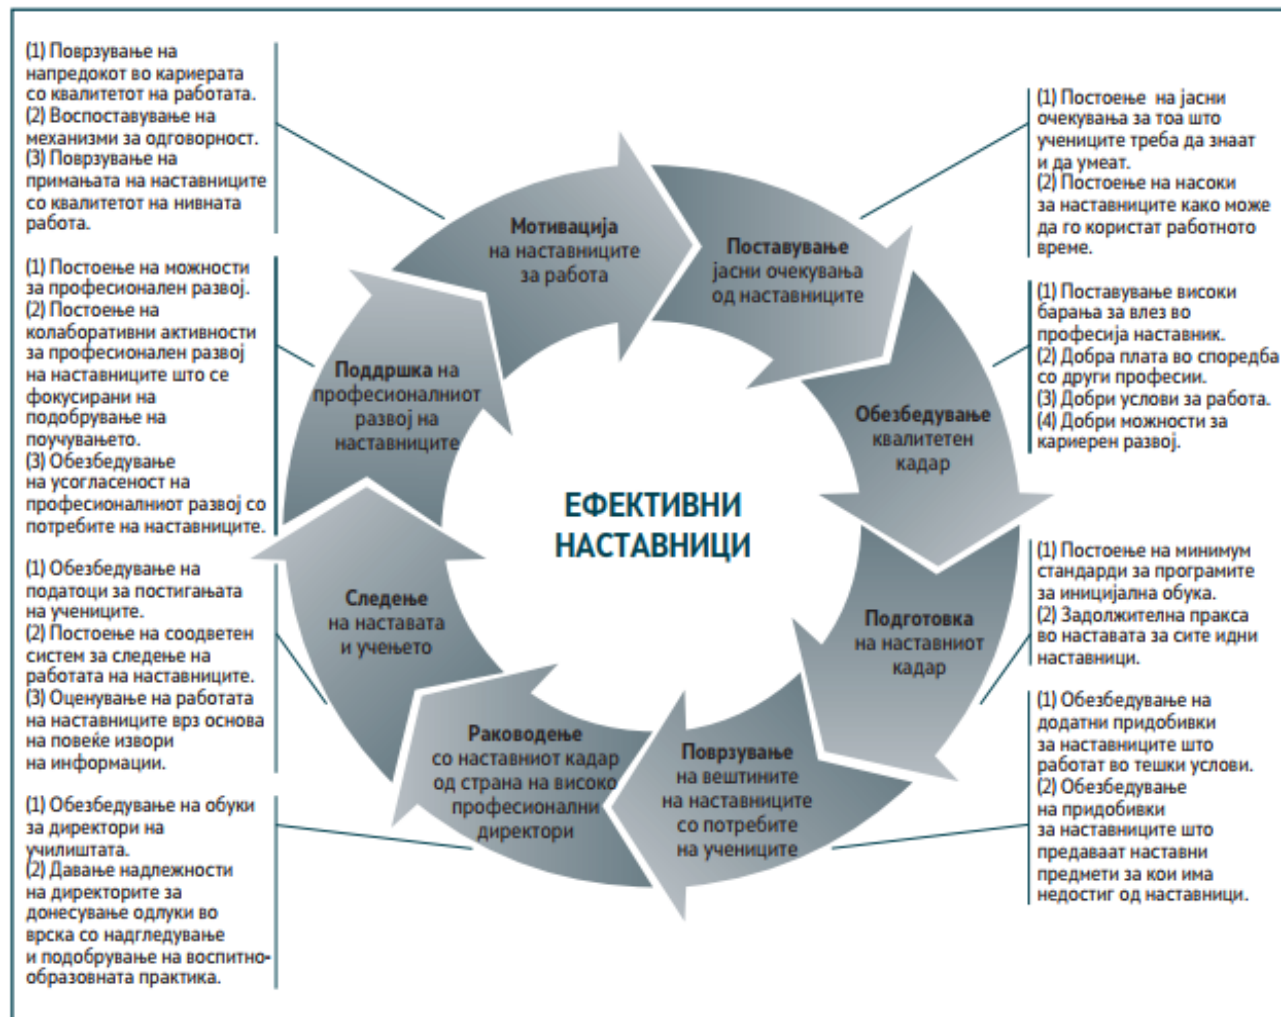 (1) Поврзување на
напредокот во кариерата
со квалитетот на работата.
(2) Воспоставување на
механизми за одговорност.
(3) Поврзување на
примањата на наставниците
со квалитетот на нивната
работа.
(1) Постоење на можности
за професионален развој.
(2) Постоење на
колаборативни активности
за професионален развој
на наставниците што се
фокусирани на
подобрување на
поучувањето.
(3) Обезбедување
на усогласеност на
професионалниот развој со
потребите на наставниците.
(1) Обезбедување на
податоци за постигањата
на учениците.
(2) Постоење на соодветен
систем за следење на
работата на наставниците.
(3) Оценување на работата
на наставниците врз основа
на повеќе извори
на информации.
(1) Обезбедување на обуки
за директори на
училиштата.
(2) Давање надлежности
на директорите за
донесување одлуки во
врска со надгледување
и подобрување на воспитно-
образовната практика.
Мотивација
на наставниците
за работа
Поставување
јасни очекувања
од наставниците
Обезбедување
квалитетен
кадар
Подготовка
на наставниот
кадар
Поврзување
на вештините
на наставниците
со потребите
на учениците
Раководење
со наставниот кадар
од страна на високо
професионални
директори
Следење
на наставата
и учењето
Поддршка на
професионалниот
развој на
наставниците
ЕФЕКТИВНИ
НАСТАВНИЦИ
(1) Постоење на јасни
очекувања за тоа што
учениците треба да знаат
и да умеат.
(2) Постоење на насоки
за наставниците како може
да го користат работното
време.
(1) Поставување високи
барања за влез во
професија наставник.
(2) Добра плата во споредба
со други професии.
(3) Добри услови за работа.
(4) Добри можности за
кариерен развој.
(1) Постоење на минимум
стандарди за програмите
за иницијална обука.
(2) Задолжителна пракса
во наставата за сите идни
наставници.
(1) Обезбедување на
додатни придобивки
за наставниците што
работат во тешки услови.
(2) Обезбедување
на придобивки
за наставниците што
предаваат наставни
предмети за кои има
недостиг од наставници.